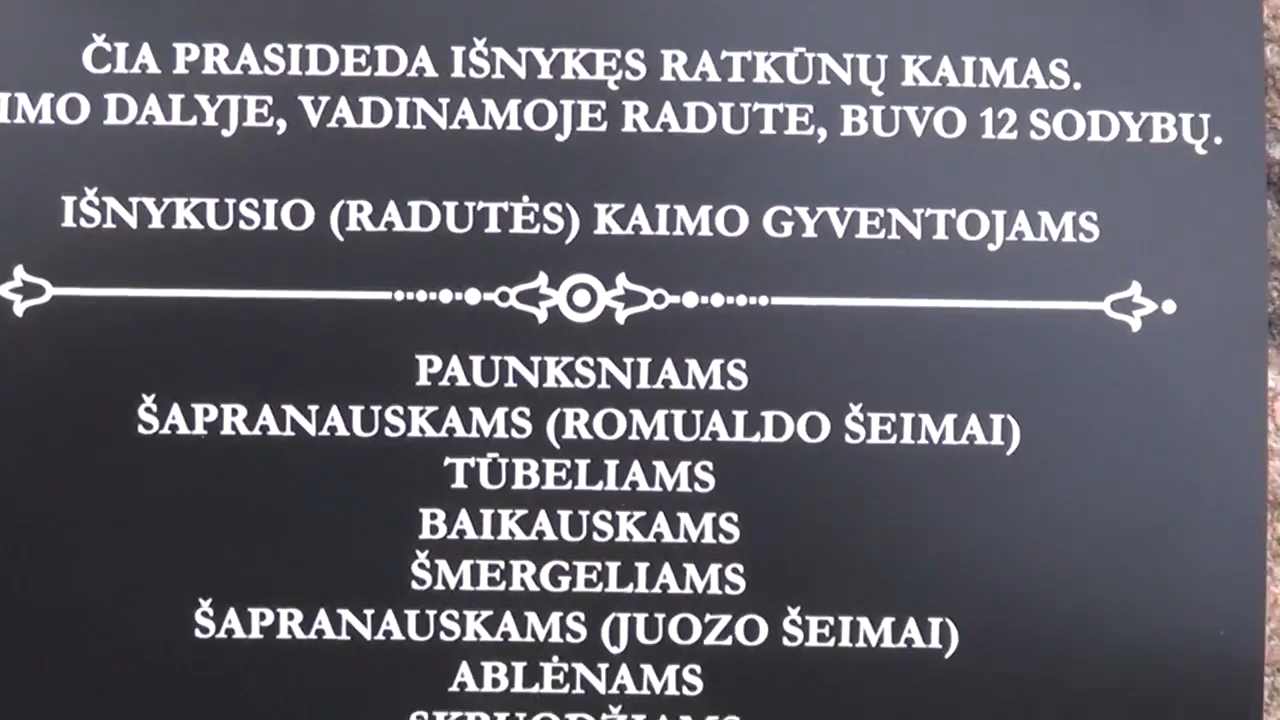 ČIA PRASIDEDA IŠNYKĘS RATKŪNŲ KAIMAS.
IMO DALYJE, VADINAMOJE RADUTE, BUVO 12 SODYBŲ.
IŠNYKUSIO (RADUTĖS) KAIMO GYVENTOJAMS
PAUNKSNIAMS
ŠAPRANAUSKAMS (ROMUALDO ŠEIMAI)
TŪBELIAMS
BAIKAUSKAMS
ŠMERGELIAMS
ŠAPRANAUSKAMS (JUOZO ŠEIMAI)
ABLĖNAMS